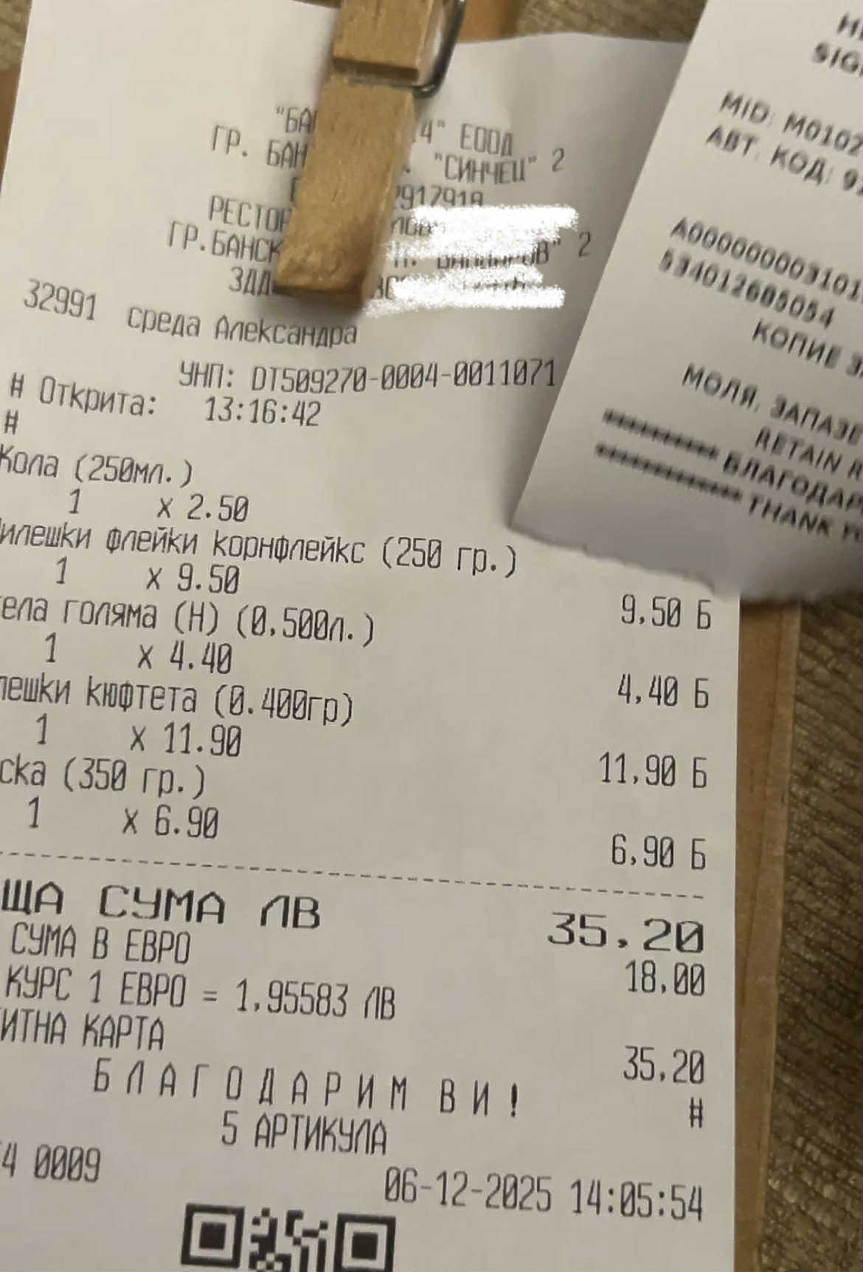 "БА 4" ЕООД
ГР. БАН "СИНЧЕЦ" 2
2917918
РЕСТОР
ГР.БАНСК 2
ЗДД
32991 среда Александра
УНП: DT509270-0004-0011071
# Открита: 13:16:42
#
Кола (250мл.)
1 x 2.50
илешки флейки корнфлейкс (250 гр.)
1 x 9.50
9,50 Б
ела голяма (Н) (0.500л.)
1 x 4.40
4,40 Б
лешки кюфтета (0.400гр)
1 x 11.90
11,90 Б
ска (350 гр.)
1 x 6.90
6,90 Б
ЩА СУМА ЛВ 35.20
СУМА В ЕВРО 18,00
КУРС 1 ЕВРО = 1,95583 ЛВ
ИТНА КАРТА 35,20
БЛАГОДАРИМ ВИ! #
5 АРТИКУЛА
4 0009 06-12-2025 14:05:54
SIG
MID: M0102
АВТ. КОД: 9
A0000000003101
534012685054
КОПИЕ З
МОЛЯ, ЗАПАЗЕ
RETAIN R
БЛАГОДАР
THANK Y